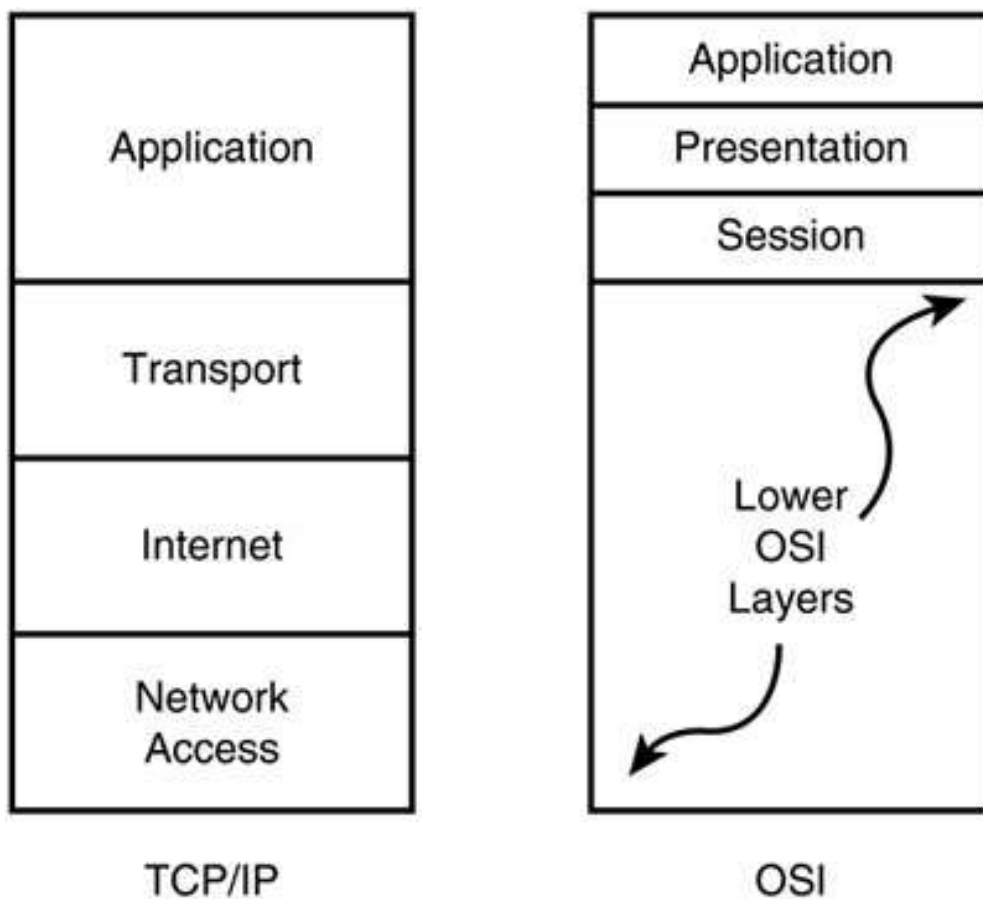 Application
Transport
Internet
Network
Access
TCP/IP
Application
Presentation
Session
Lower
OSI
Layers
OSI